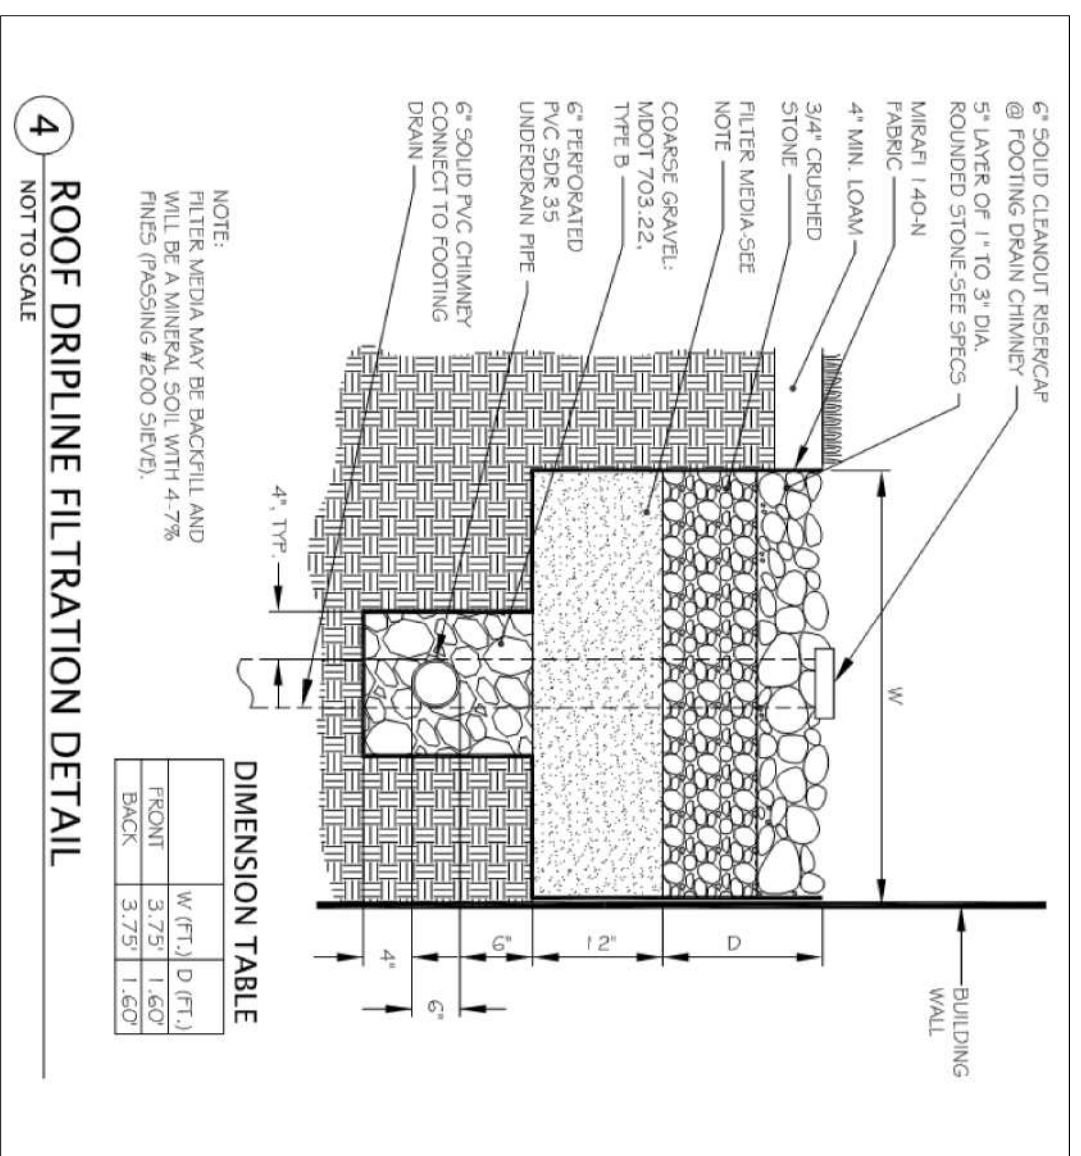 6" SOLID CLEANOUT RISER/CAP
@ FOOTING DRAIN CHIMNEY
5" LAYER OF 1" TO 3" DIA.
ROUNDED STONE-SEE SPECS
MIRAFI 140-N
FABRIC
4" MIN. LOAM
3/4" CRUSHED
STONE
FILTER MEDIA-SEE
NOTE
COARSE GRAVEL:
MDOT 703.22,
TYPE B
6" PERFORATED
PVC SDR 35
UNDERDRAIN PIPE
6" SOLID PVC CHIMNEY
CONNECT TO FOOTING
DRAIN
W
BUILDING
WALL
D
12"
6"
6"
4"
4", TYP.
NOTE:
FILTER MEDIA MAY BE BACKFILL AND
WILL BE A MINERAL SOIL WITH 4-7%
FINES (PASSING #200 SIEVE).
DIMENSION TABLE
W (FT.) D (FT.)
FRONT 3.75' 1.60'
BACK 3.75' 1.60'
4 ROOF DRIPLINE FILTRATION DETAIL
NOT TO SCALE